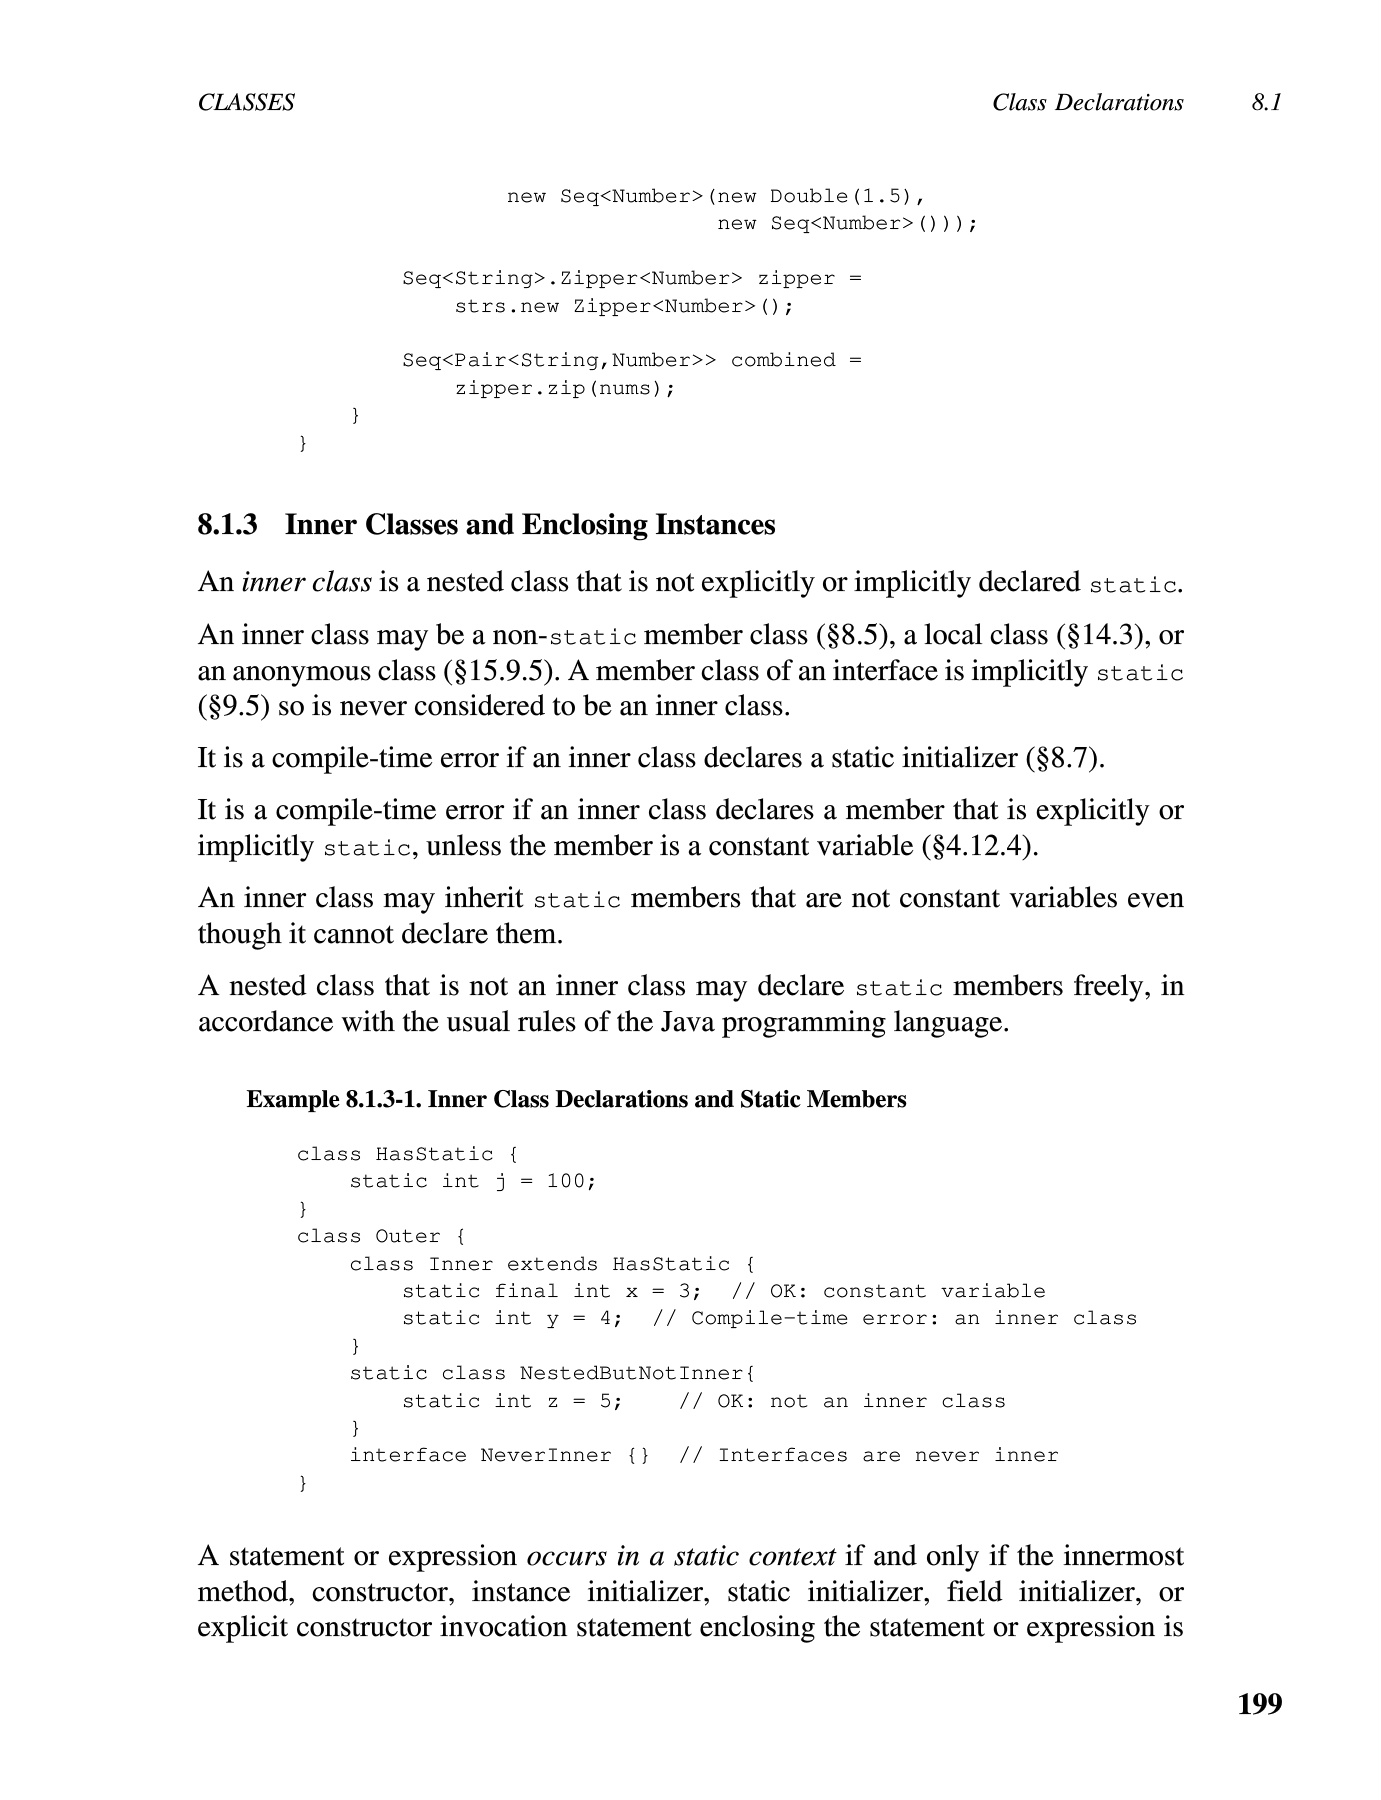 CLASSES Class Declarations 8.1
new Seq<Number>(new Double(1.5),
new Seq<Number>()));
Seq<String>.Zipper<Number> zipper =
strs.new Zipper<Number>();
Seq<Pair<String,Number>> combined =
zipper.zip(nums);
}
}
8.1.3 Inner Classes and Enclosing Instances
An inner class is a nested class that is not explicitly or implicitly declared static.
An inner class may be a non-static member class (§8.5), a local class (§14.3), or
an anonymous class (§15.9.5). A member class of an interface is implicitly static
(§9.5) so is never considered to be an inner class.
It is a compile-time error if an inner class declares a static initializer (§8.7).
It is a compile-time error if an inner class declares a member that is explicitly or
implicitly static, unless the member is a constant variable (§4.12.4).
An inner class may inherit static members that are not constant variables even
though it cannot declare them.
A nested class that is not an inner class may declare static members freely, in
accordance with the usual rules of the Java programming language.
Example 8.1.3-1. Inner Class Declarations and Static Members
class HasStatic {
static int j = 100;
}
class Outer {
class Inner extends HasStatic {
static final int x = 3;  // OK: constant variable
static int y = 4;  // Compile-time error: an inner class
}
static class NestedButNotInner{
static int z = 5;    // OK: not an inner class
}
interface NeverInner {}  // Interfaces are never inner
}
A statement or expression occurs in a static context if and only if the innermost
method, constructor, instance initializer, static initializer, field initializer, or
explicit constructor invocation statement enclosing the statement or expression is
199